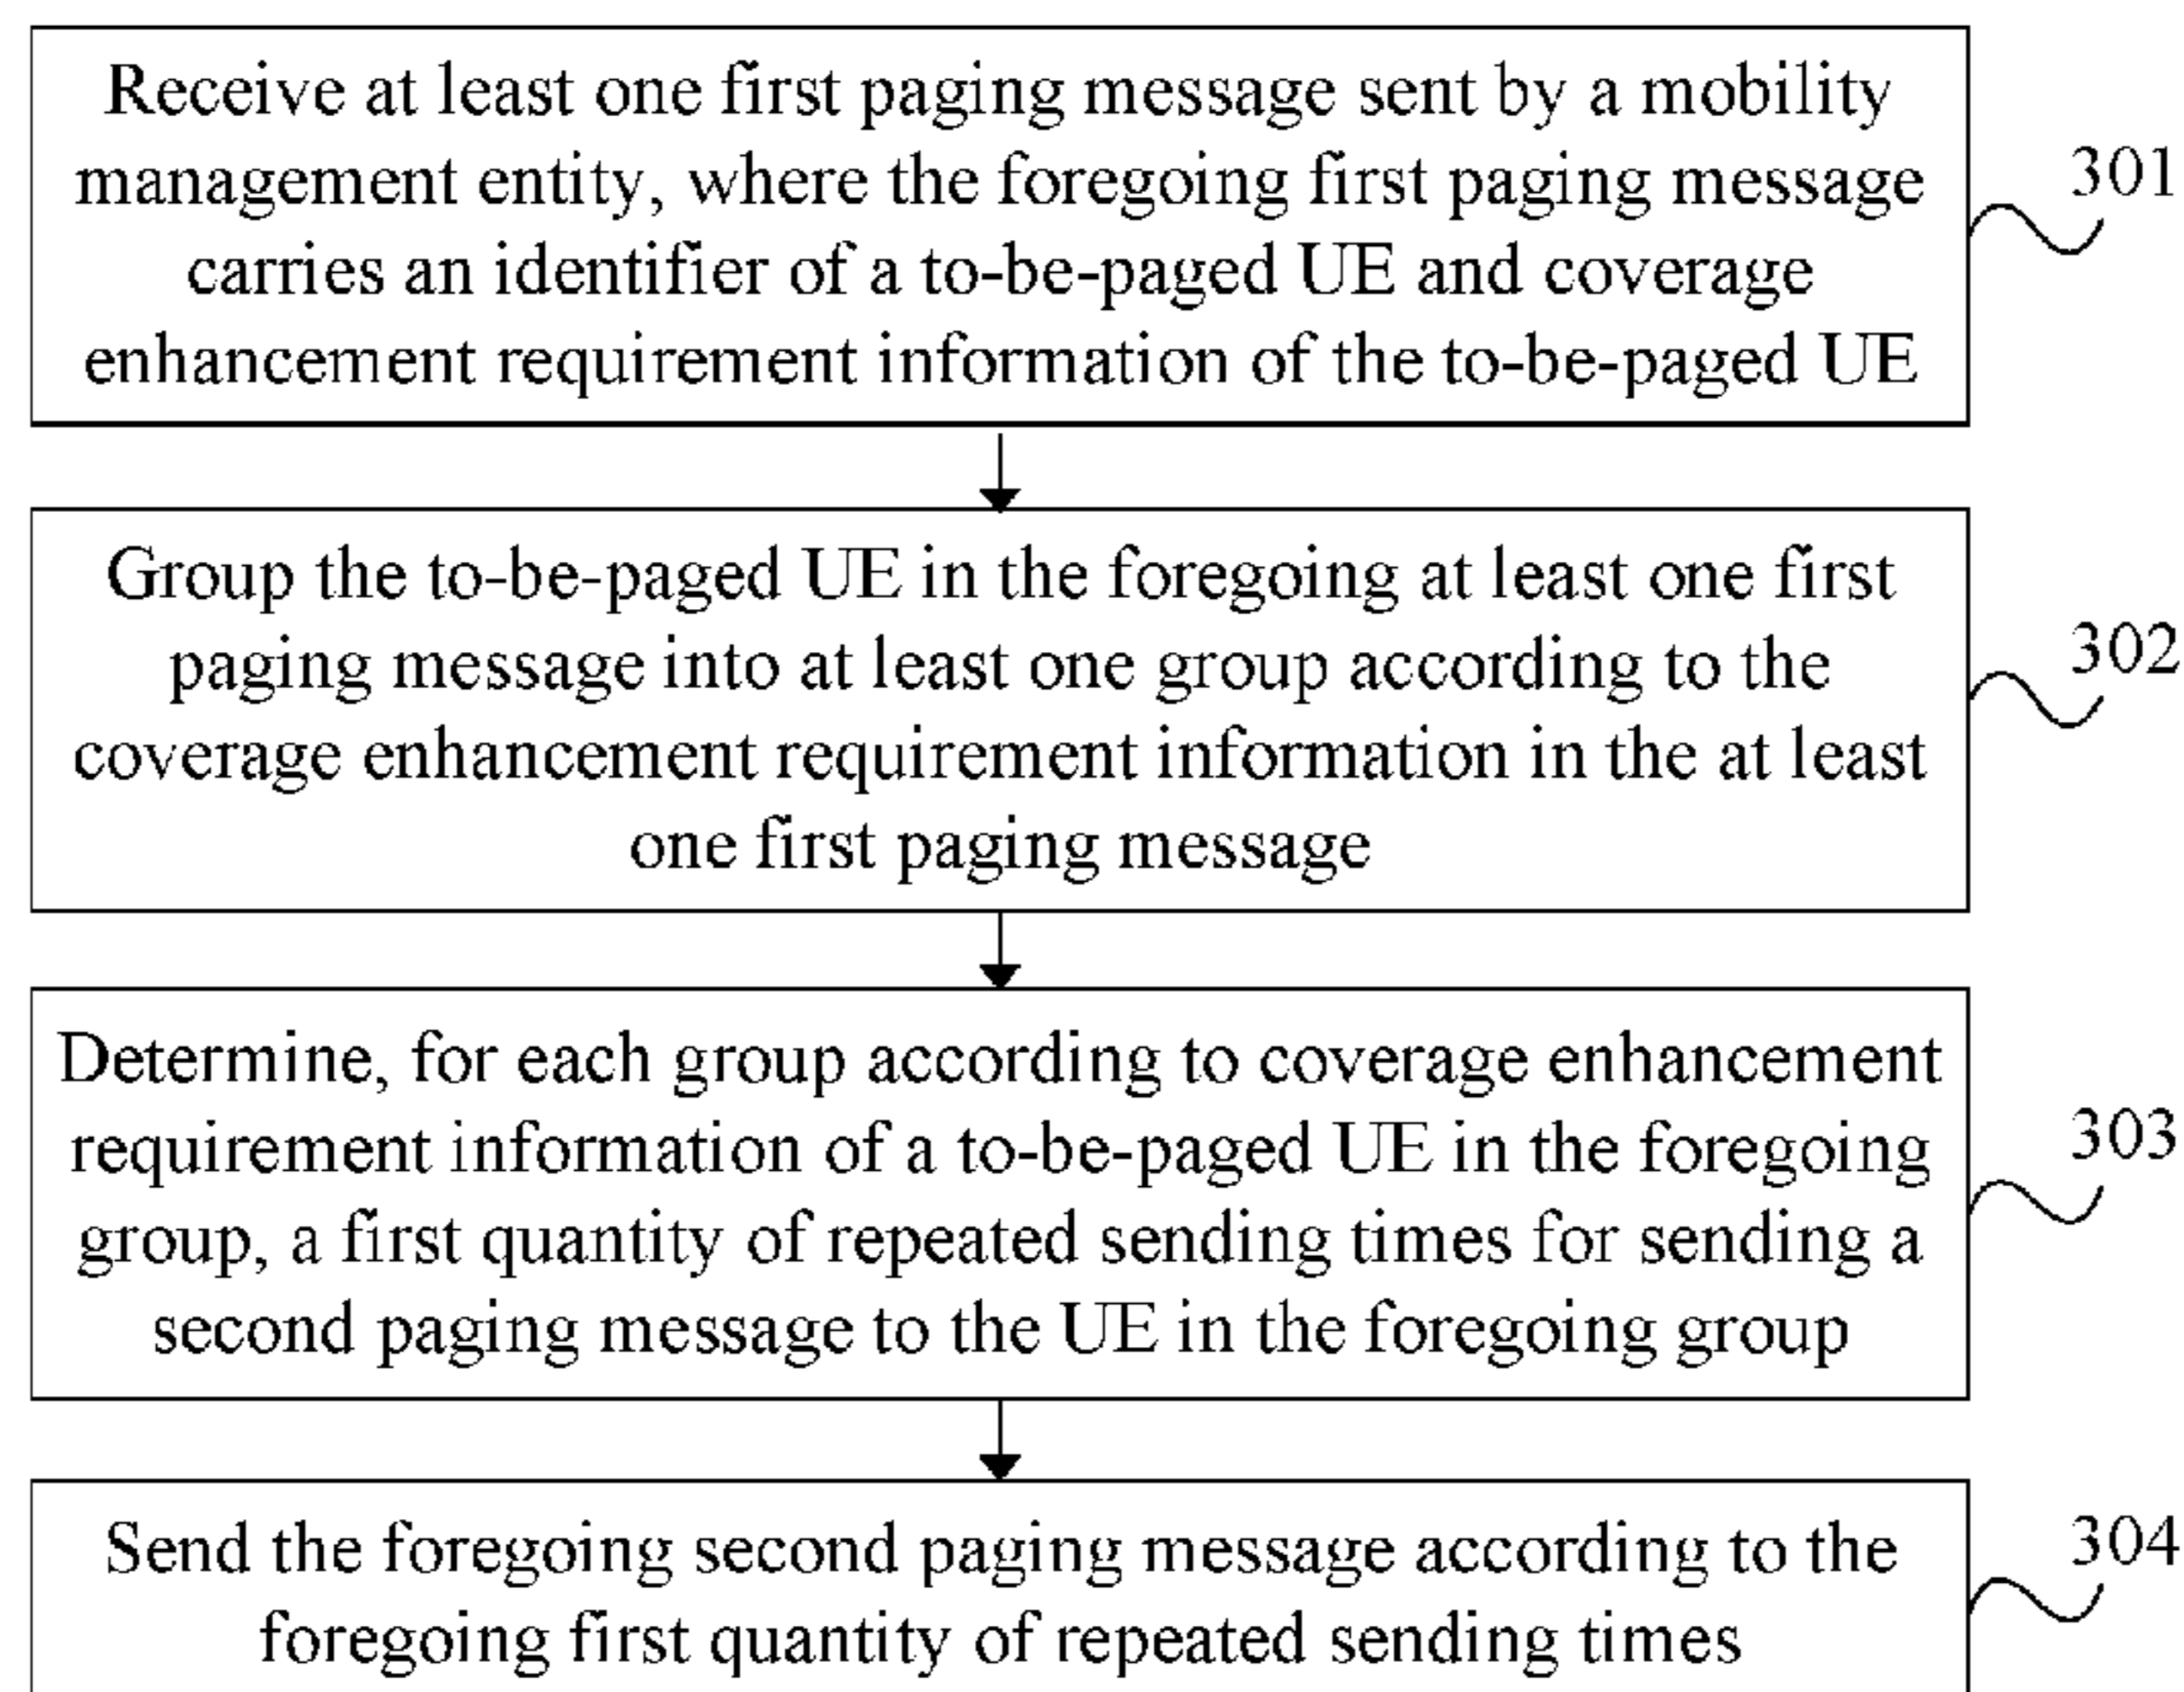 Receive at least one first paging message sent by a mobility
management entity, where the foregoing first paging message
carries an identifier of a to-be-paged UE and coverage
enhancement requirement information of the to-be-paged UE
301
Group the to-be-paged UE in the foregoing at least one first
paging message into at least one group according to the
coverage enhancement requirement information in the at least
one first paging message
302
Determine, for each group according to coverage enhancement
requirement information of a to-be-paged UE in the foregoing
group, a first quantity of repeated sending times for sending a
second paging message to the UE in the foregoing group
303
Send the foregoing second paging message according to the
foregoing first quantity of repeated sending times
304